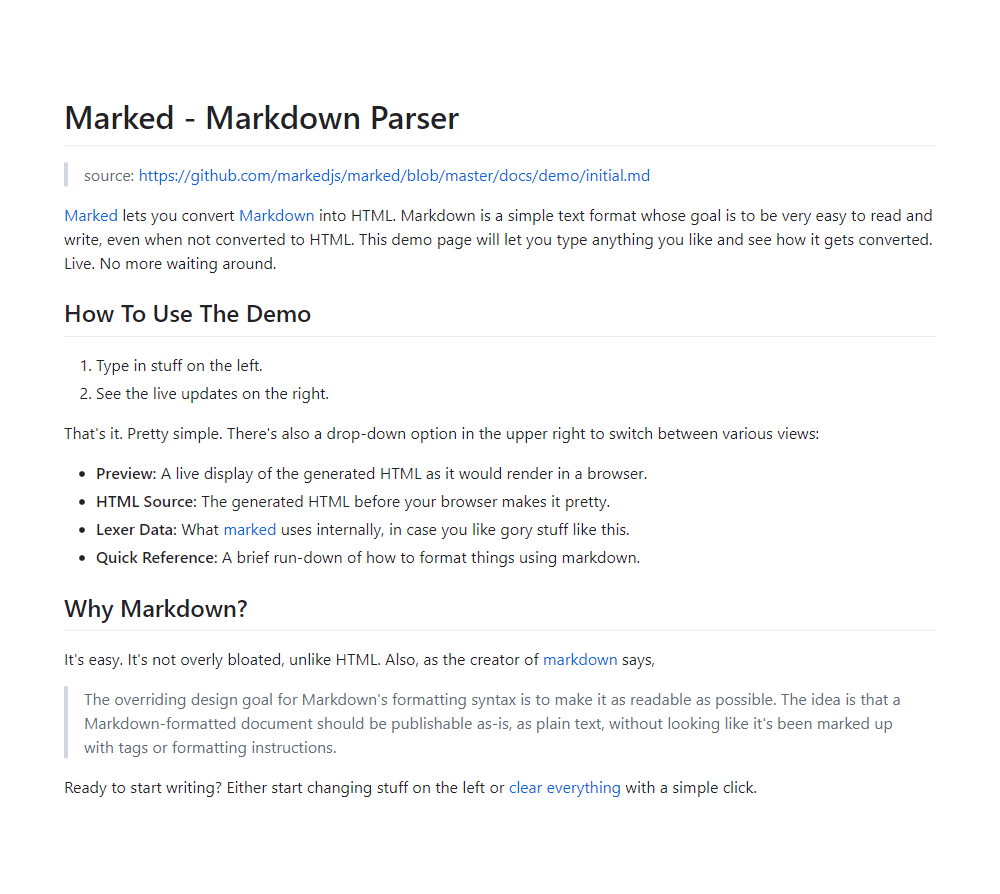 Marked - Markdown Parser
source: https://github.com/markedjs/marked/blob/master/docs/demo/initial.md
Marked lets you convert Markdown into HTML. Markdown is a simple text format whose goal is to be very easy to read and
write, even when not converted to HTML. This demo page will let you type anything you like and see how it gets converted.
Live. No more waiting around.
How To Use The Demo
1. Type in stuff on the left.
2. See the live updates on the right.
That's it. Pretty simple. There's also a drop-down option in the upper right to switch between various views:
• Preview: A live display of the generated HTML as it would render in a browser.
• HTML Source: The generated HTML before your browser makes it pretty.
• Lexer Data: What marked uses internally, in case you like gory stuff like this.
• Quick Reference: A brief run-down of how to format things using markdown.
Why Markdown?
It's easy. It's not overly bloated, unlike HTML. Also, as the creator of markdown says,
The overriding design goal for Markdown's formatting syntax is to make it as readable as possible. The idea is that a
Markdown-formatted document should be publishable as-is, as plain text, without looking like it's been marked up
with tags or formatting instructions.
Ready to start writing? Either start changing stuff on the left or clear everything with a simple click.